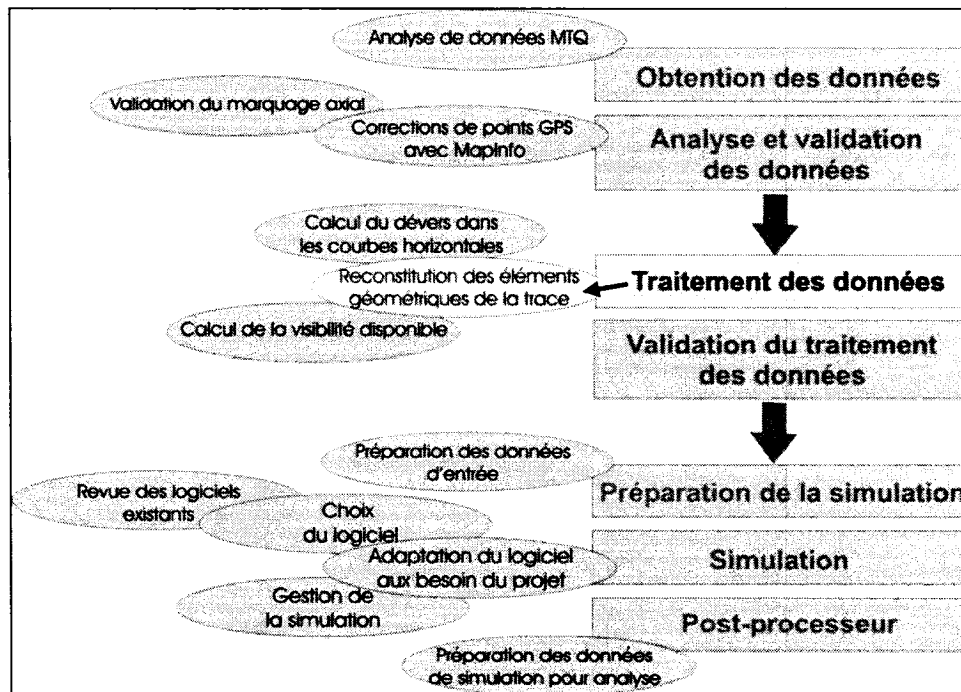 Analyse de données MTQ
Obtention des données
Validation du marquage axial
Corrections de points GPS
avec MapInfo
Analyse et validation
des données
Calcul du dévers dans
les courbes horizontales
Reconstitution des éléments
géométriques de la trace
Traitement des données
Calcul de la visibilité disponible
Validation du traitement
des données
Préparation des données
d'entrée
Préparation de la simulation
Revue des logiciels
existants
Choix
du logiciel
Adaptation du logiciel
aux besoin du projet
Simulation
Gestion de
la simulation
Post-processeur
Préparation des données
de simulation pour analyse